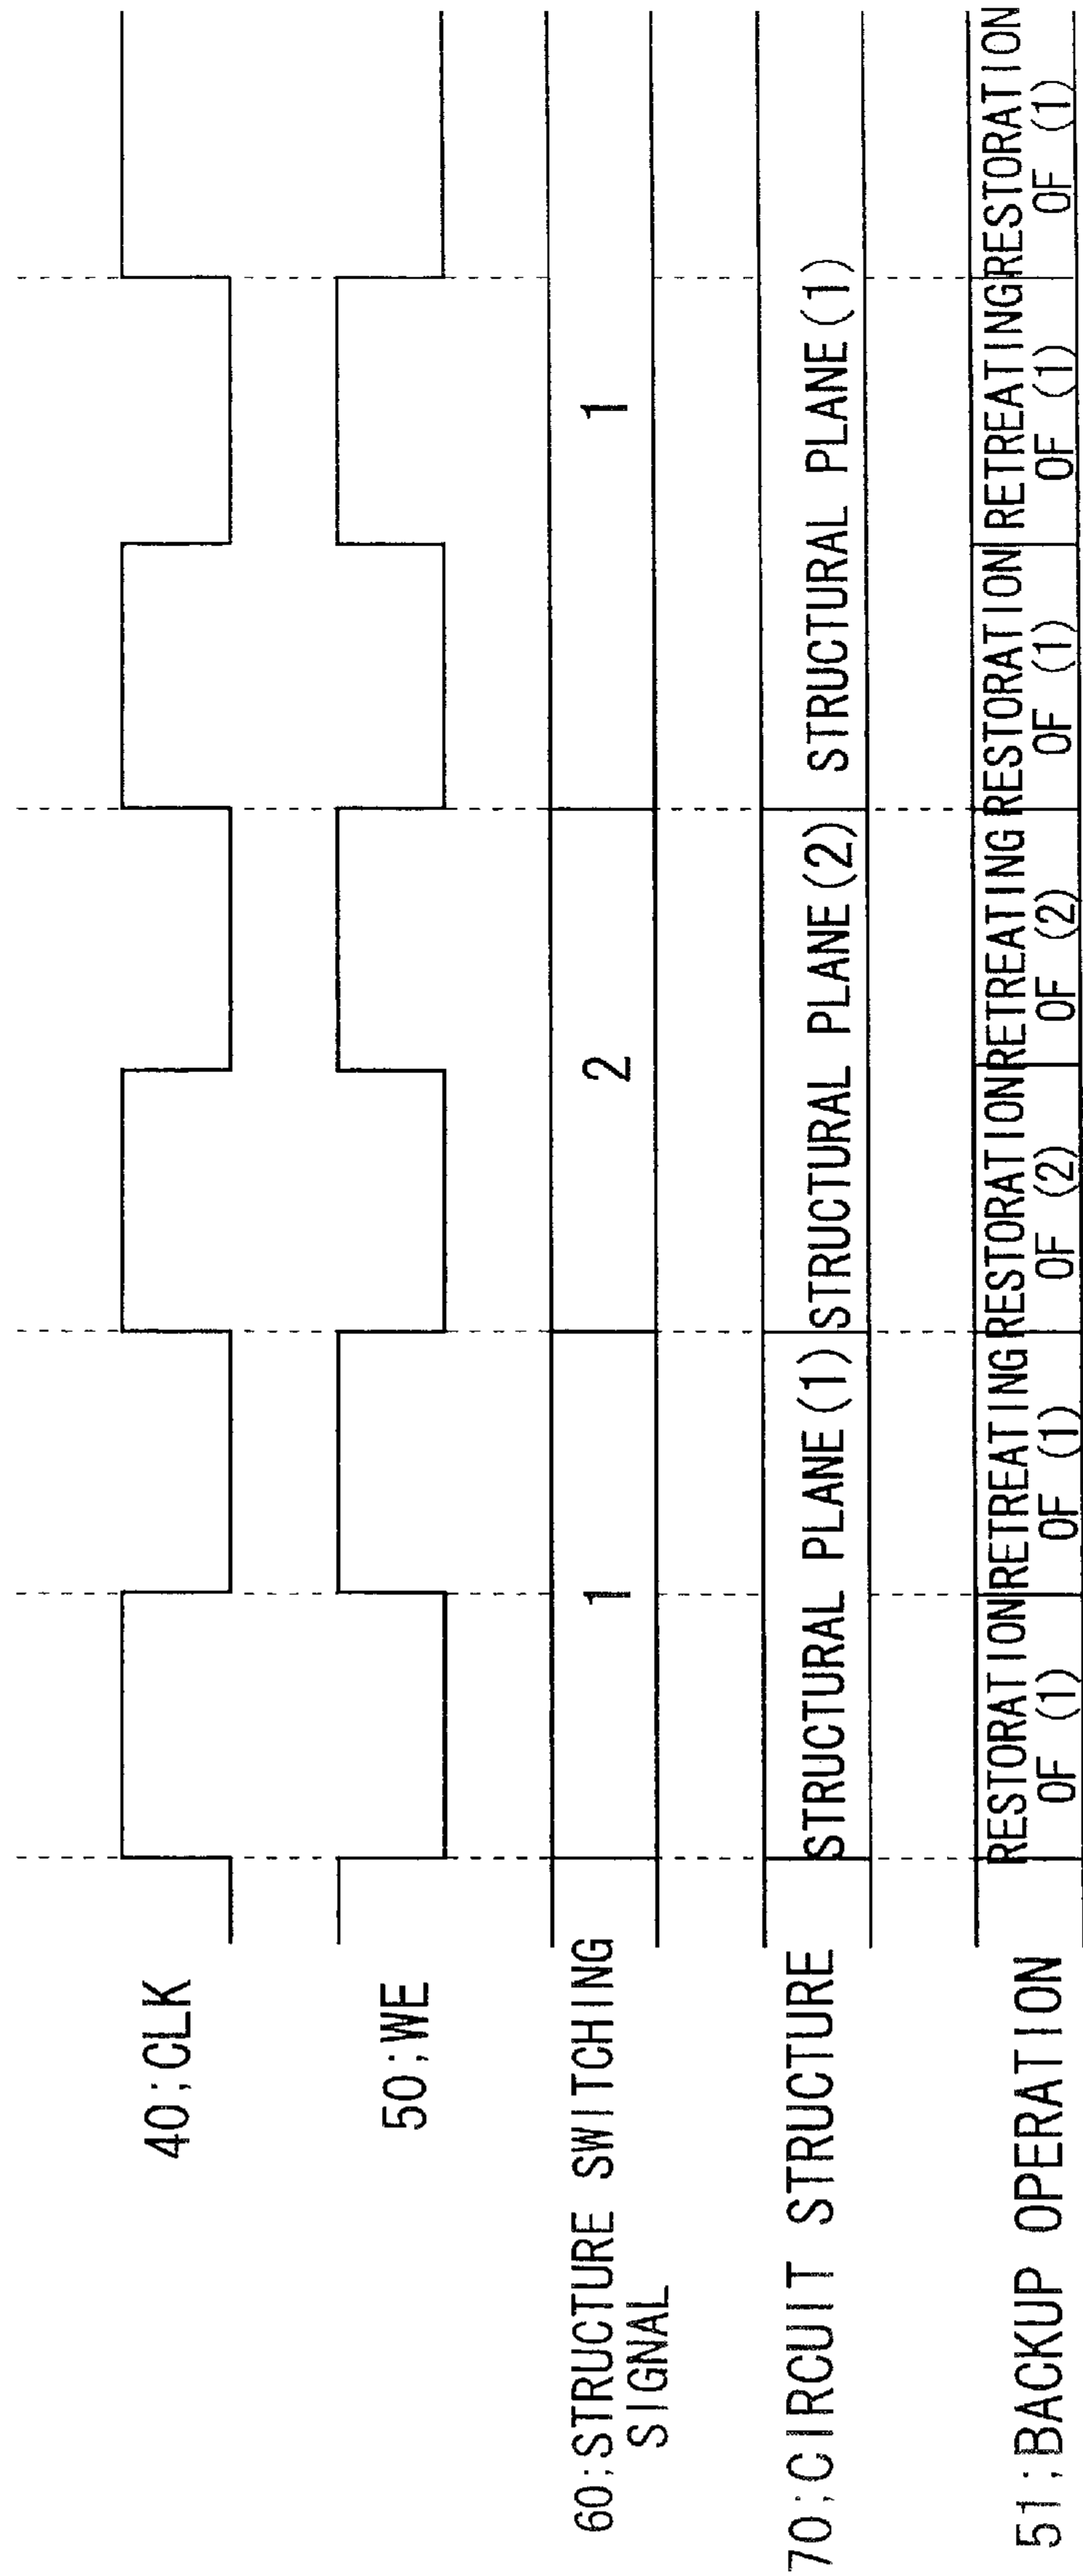 40;CLK
50;WE
60;STRUCTURE SWITCHING
SIGNAL
1
2
1
70;CIRCUIT STRUCTURE
STRUCTURAL PLANE(1)
STRUCTURAL PLANE(2)
STRUCTURAL PLANE(1)
51;BACKUP OPERATION
RESTORATION
OF (1)
RETREATING
OF (1)
RESTORATION
OF (2)
RETREATING
OF (2)
RESTORATION
OF (1)
RETREATING
OF (1)
RESTORATION
OF (1)